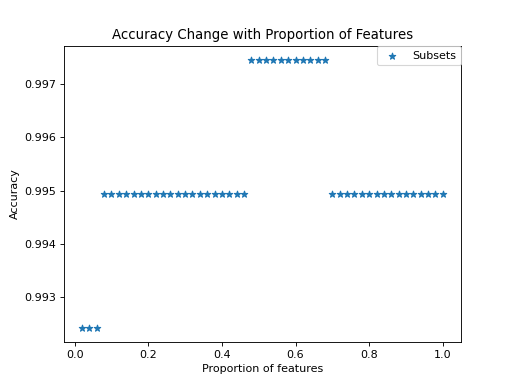 Accuracy Change with Proportion of Features
Subsets
0.997
0.996
0.995
0.994
0.993
Accuracy
0.0 0.2 0.4 0.6 0.8 1.0
Proportion of features